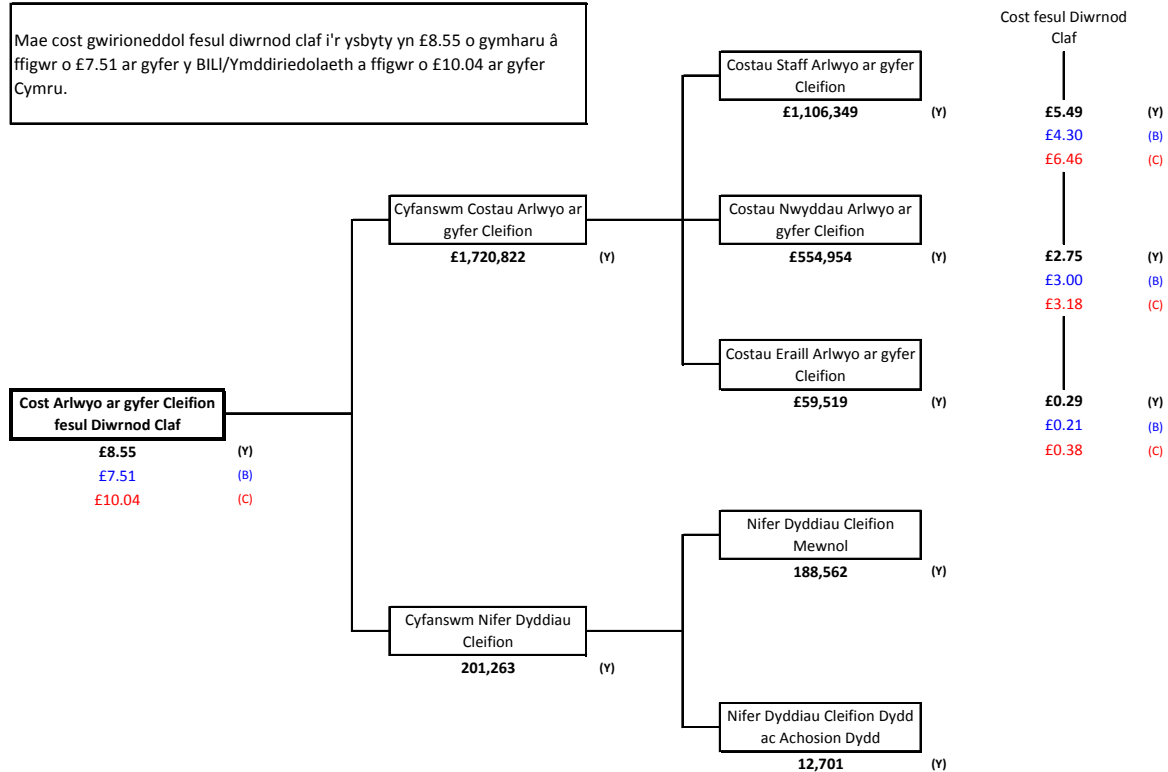 Mae cost gwirioneddol fesul diwrnod claf i'r ysbyty yn £8.55 o gymharu â
ffigwr o £7.51 ar gyfer y BILl/Ymddiriedolaeth a ffigwr o £10.04 ar gyfer
Cymru.
Cost fesul Diwrnod
Claf
Costau Staff Arlwyo ar gyfer
Cleifion
£1,106,349 (Y)
£5.49 (Y)
£4.30 (B)
£6.46 (C)
Cyfanswm Costau Arlwyo ar
gyfer Cleifion
£1,720,822 (Y)
Costau Nwyddau Arlwyo ar
gyfer Cleifion
£554,954 (Y)
£2.75 (Y)
£3.00 (B)
£3.18 (C)
Costau Eraill Arlwyo ar gyfer
Cleifion
£59,519 (Y)
£0.29 (Y)
£0.21 (B)
£0.38 (C)
Cost Arlwyo ar gyfer Cleifion
fesul Diwrnod Claf
£8.55 (Y)
£7.51 (B)
£10.04 (C)
Nifer Dyddiau Cleifion
Mewnol
188,562 (Y)
Cyfanswm Nifer Dyddiau
Cleifion
201,263 (Y)
Nifer Dyddiau Cleifion Dydd
ac Achosion Dydd
12,701 (Y)